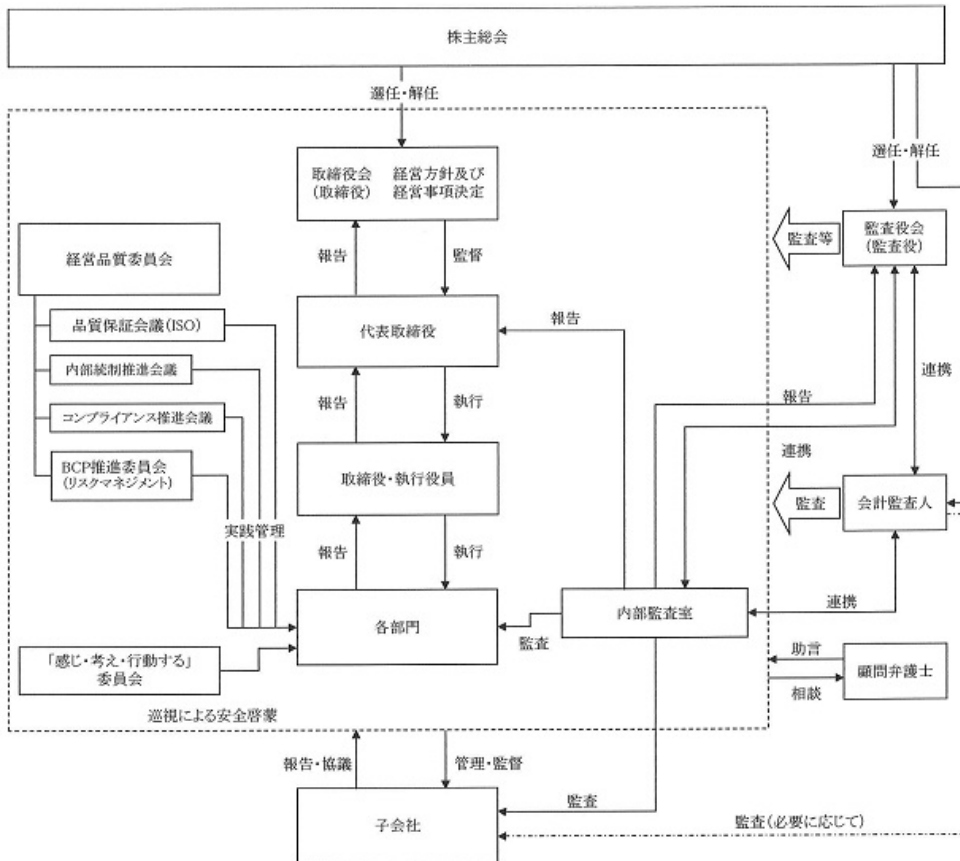 株主総会
選任・解任
選任・解任
取締役会 経営方針及び
(取締役) 経営事項決定
監査等
監査役会
(監査役)
経営品質委員会
報告
監督
品質保証会議(ISO)
代表取締役
報告
内部統制推進会議
連携
報告
執行
報告
コンプライアンス推進会議
連携
BCP推進委員会
(リスクマネジメント)
取締役・執行役員
監査
会計監査人
実践管理
報告
執行
各部門
監査
内部監査室
連携
「感じ・考え・行動する」
委員会
助言
顧問弁護士
相談
巡視による安全啓蒙
報告・協議
管理・監督
監査
子会社
監査(必要に応じて)